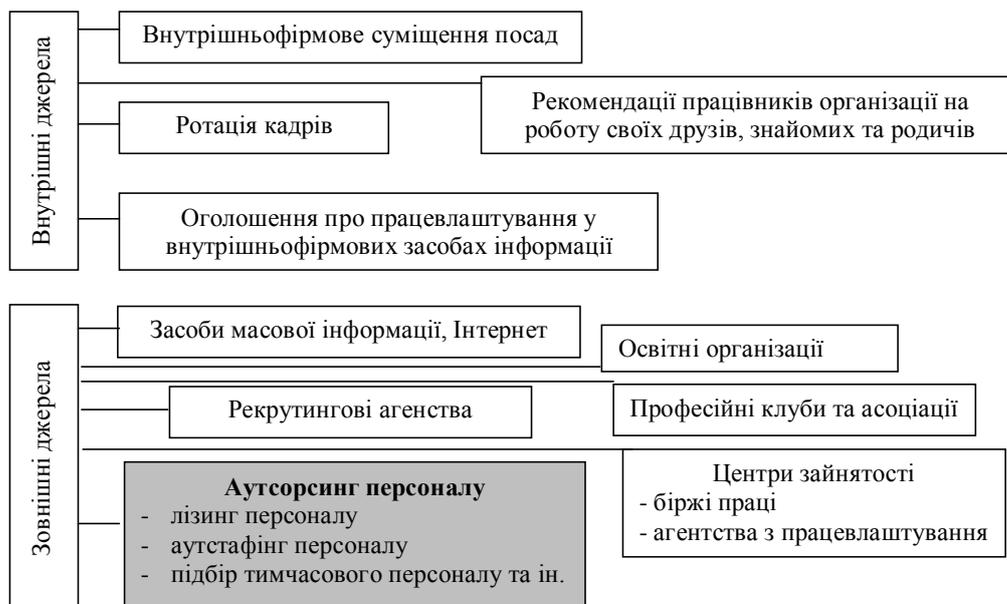 Внутрішні джерела
Внутрішньофірмове суміщення посад
Рекомендації працівників організації на
роботу своїх друзів, знайомих та родичів
Ротація кадрів
Оголошення про працевлаштування у
внутрішньофірмових засобах інформації
Зовнішні джерела
Засоби масової інформації, Інтернет
Освітні організації
Рекрутингові агенства
Професійні клуби та асоціації
Аутсорсинг персоналу
- лізинг персоналу
- аутстафінг персоналу
- підбір тимчасового персоналу та ін.
Центри зайнятості
- біржі праці
- агентства з працевлаштування